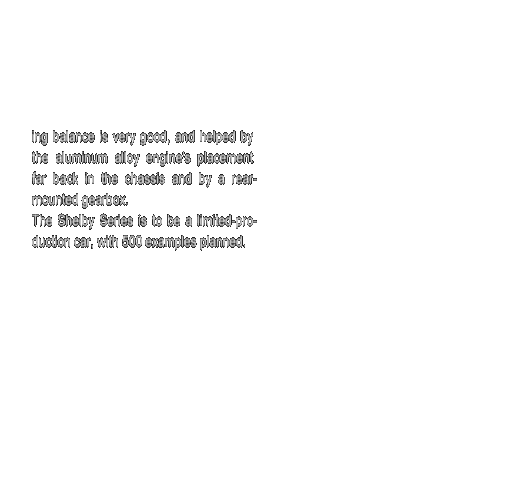 ing balance is very good, and helped by
the aluminum alloy engine's placement
far back in the chassis and by a rear-
mounted gearbox.
The Shelby Series is to be a limited-pro-
duction car, with 500 examples planned.